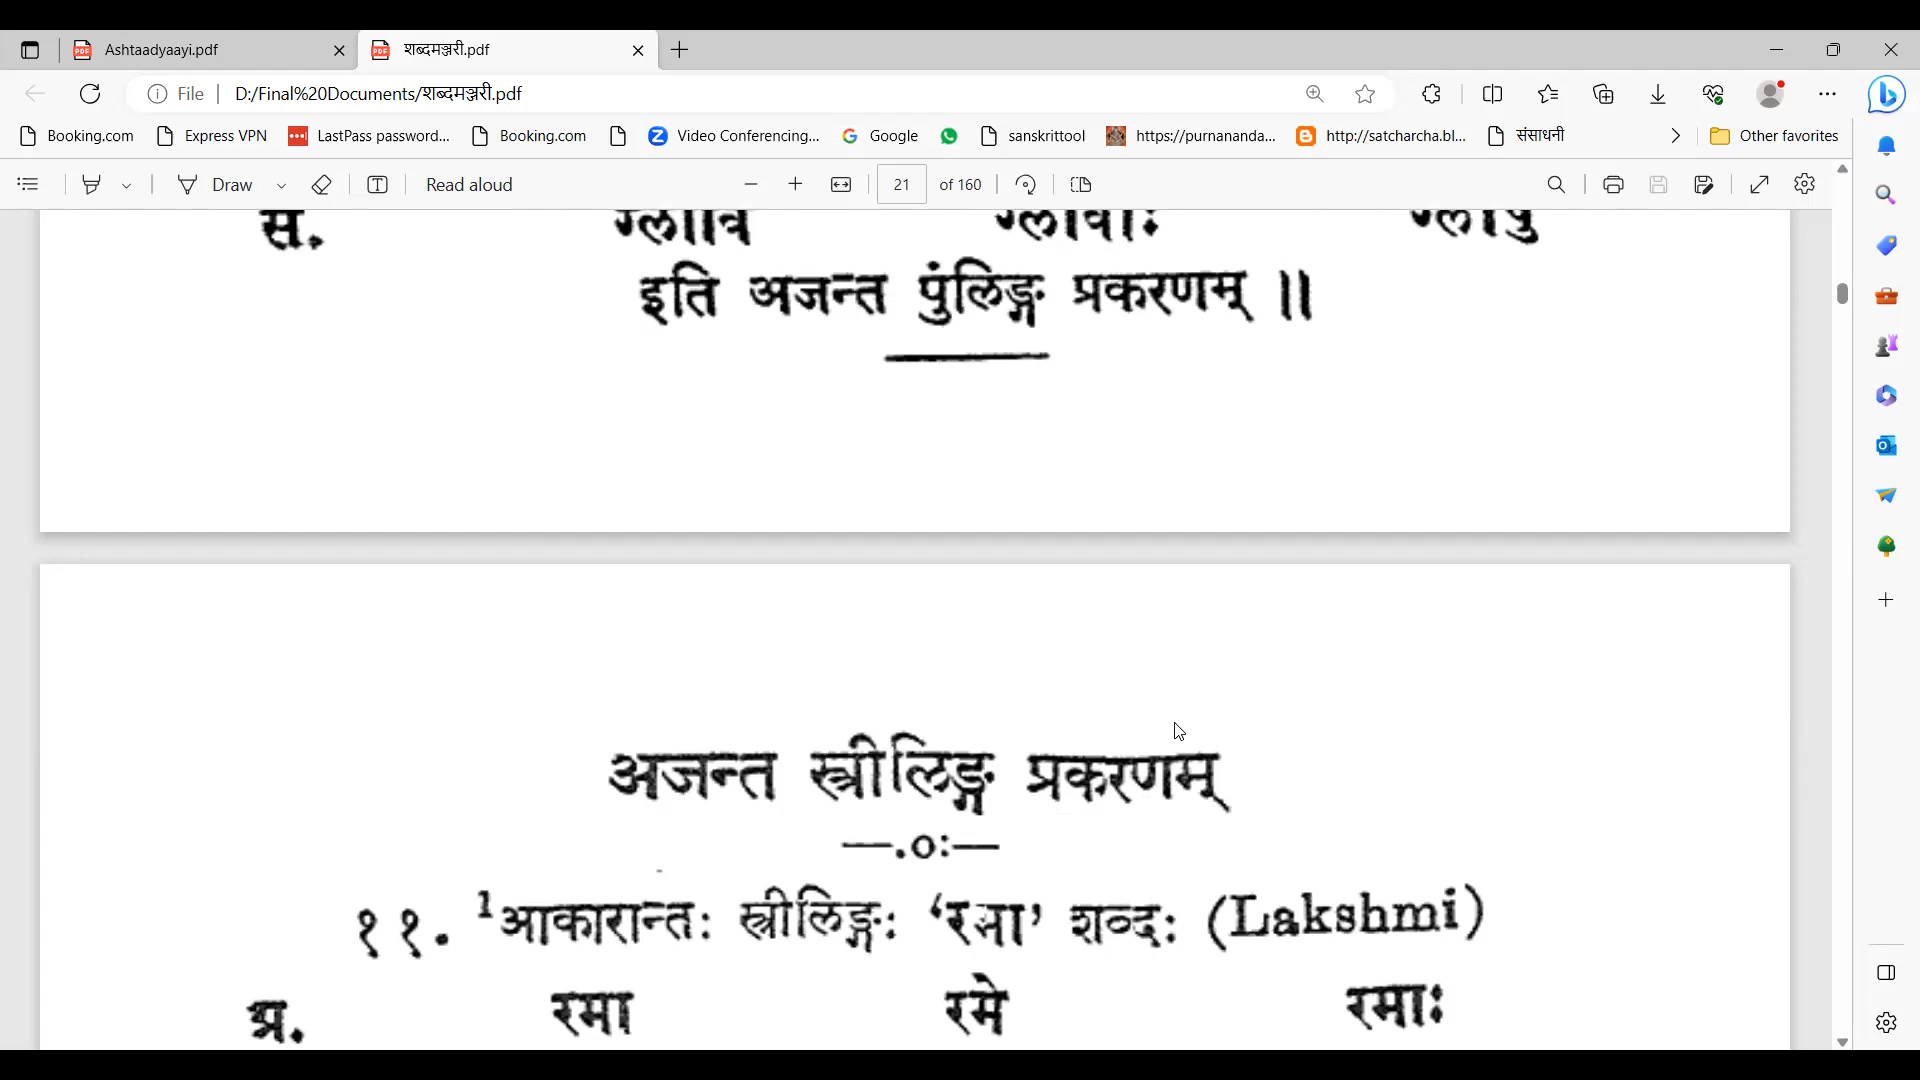 Ashtaadyaayi.pdf
शब्दमञ्जरी.pdf
File D:/Final%20Documents/शब्दमञ्जरी.pdf
Booking.com Express VPN LastPass password... Booking.com Video Conferencing... Google sanskrittool https://purnananda... http://satcharcha.bl... संसाधनी Other favorites
Draw Read aloud 21 of 160
स. ग्लावि ग्लावोः ग्लौषु
इति अजन्त पुंलिङ्ग प्रकरणम् ॥
अजन्त स्त्रीलिङ्ग प्रकरणम्
—.o:—
११. ¹आकारान्तः स्त्रीलिङ्गः ‘रमा’ शब्दः (Lakshmi)
प्र. रमा रमे रमाः